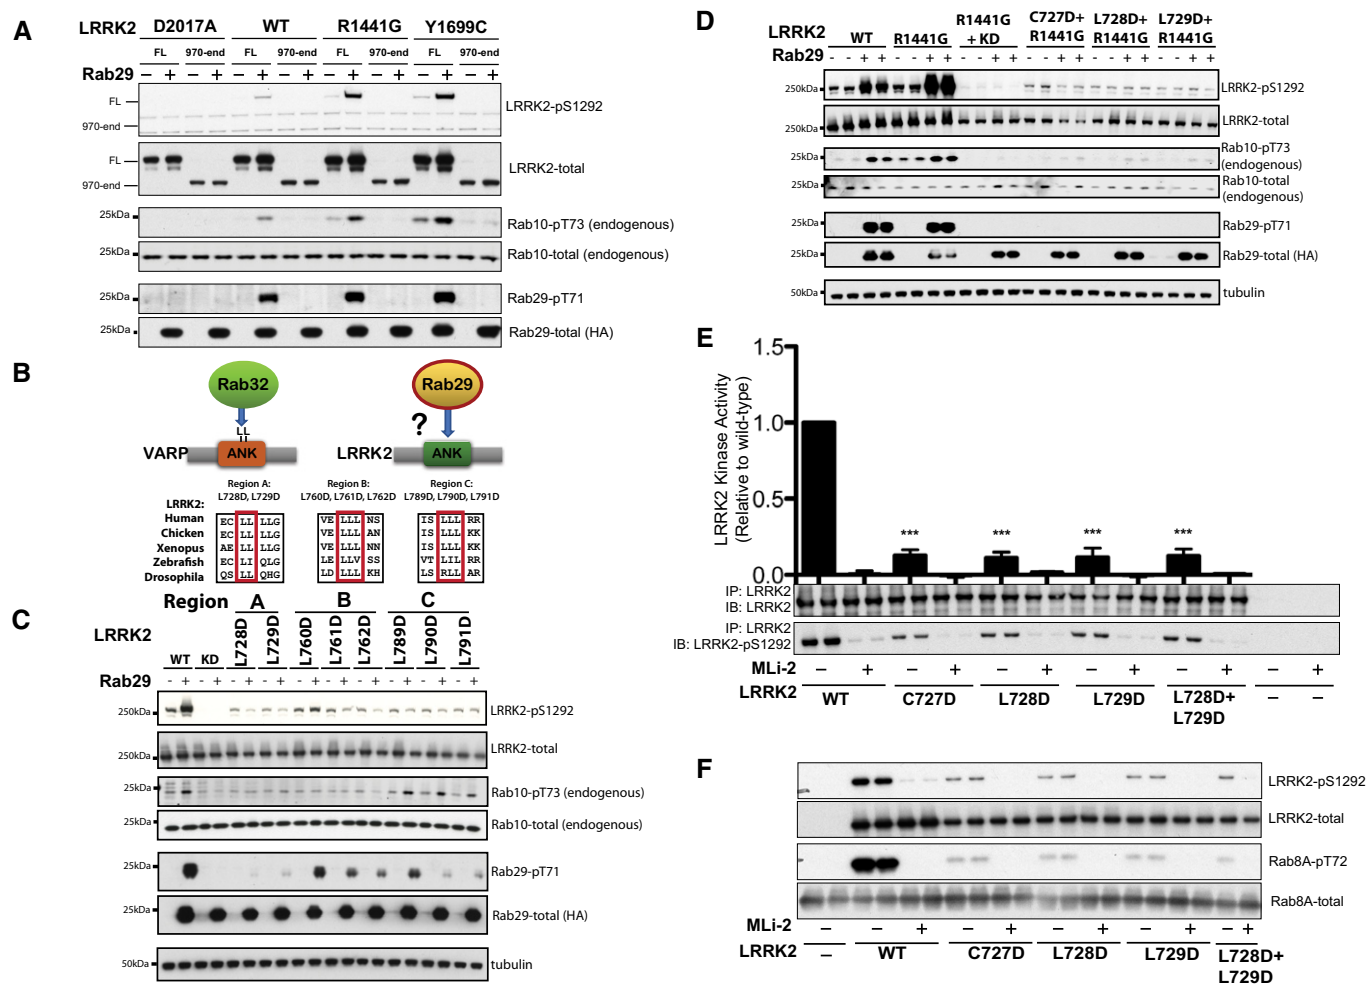 A
LRRK2 D2017A WT R1441G Y1699C
FL 970-end FL 970-end FL 970-end FL 970-end
Rab29 – + – + – + – + – + – + – + – +
FL
970-end
LRRK2-pS1292
FL
970-end
LRRK2-total
25kDa
Rab10-pT73 (endogenous)
25kDa
Rab10-total (endogenous)
25kDa
Rab29-pT71
25kDa
Rab29-total (HA)
B
Rab32
LL
ANK
VARP
Rab29
?
ANK
LRRK2
Region A:
L728D, L729D
Region B:
L760D, L761D, L762D
Region C:
L789D, L790D, L791D
LRRK2:
Human EC LL LLG VE LLL NS IS LLL RR
Chicken EC LL LLG VE LLL AN IS LLL KK
Xenopus AE LL LLG VE LLL NN IS LLL KK
Zebrafish EC LI QLG LE LLV SS VT LIL RR
Drosophila QS LL QHG LD LLL KH LS RLL AR
C
Region A B C
LRRK2 WT KD L728D L729D L760D L761D L762D L789D L790D L791D
Rab29 - + - + - + - + - + - + - + - + - + - +
250kDa
LRRK2-pS1292
250kDa
LRRK2-total
25kDa
Rab10-pT73 (endogenous)
25kDa
Rab10-total (endogenous)
25kDa
Rab29-pT71
25kDa
Rab29-total (HA)
50kDa
tubulin
D
LRRK2 WT R1441G R1441G + KD C727D+ R1441G L728D+ R1441G L729D+ R1441G
Rab29 - - + + - - + + - - + + - - + + - - + + - - + +
250kDa
LRRK2-pS1292
250kDa
LRRK2-total
25kDa
Rab10-pT73
(endogenous)
25kDa
Rab10-total
(endogenous)
25kDa
Rab29-pT71
25kDa
Rab29-total (HA)
50kDa
tubulin
E
LRRK2 Kinase Activity
(Relative to wild-type)
1.5
1.0
0.5
0.0
*** *** *** ***
IP: LRRK2
IB: LRRK2
IP: LRRK2
IB: LRRK2-pS1292
MLi-2 – + – + – + – + – + – +
LRRK2 WT C727D L728D L729D L728D+ L729D – –
F
LRRK2-pS1292
LRRK2-total
Rab8A-pT72
Rab8A-total
MLi-2 – – + – + – + – + – +
LRRK2 – WT C727D L728D L729D L728D+
L729D